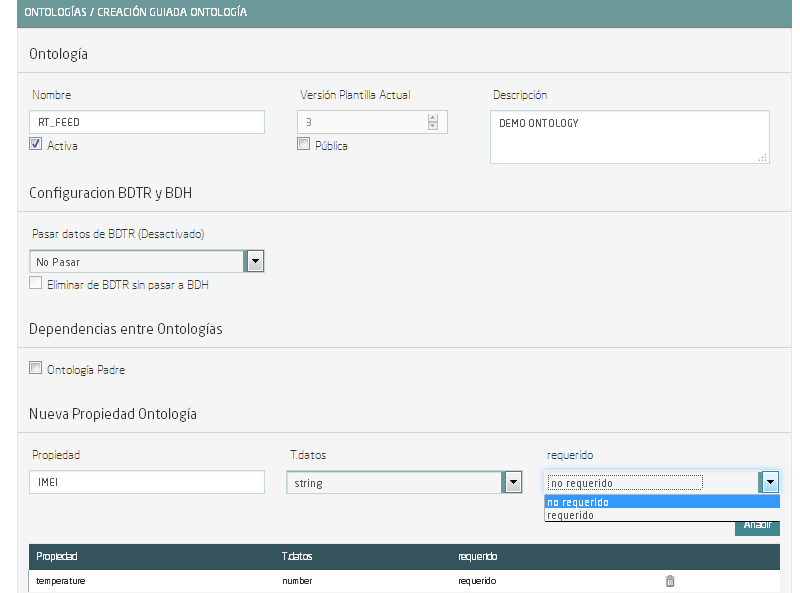 ONTOLOGÍAS / CREACIÓN GUIADA ONTOLOGÍA
Ontología
Nombre Versión Plantilla Actual Descripción
RT_FEED 3 DEMO ONTOLOGY
Activa Pública
Configuracion BDTR y BDH
Pasar datos de BDTR (Desactivado)
No Pasar
Eliminar de BDTR sin pasar a BDH
Dependencias entre Ontologías
Ontología Padre
Nueva Propiedad Ontología
Propiedad T.datos requerido
IMEI string no requerido
no requerido
requerido
Añadir
Propiedad T.datos requerido
temperature number requerido